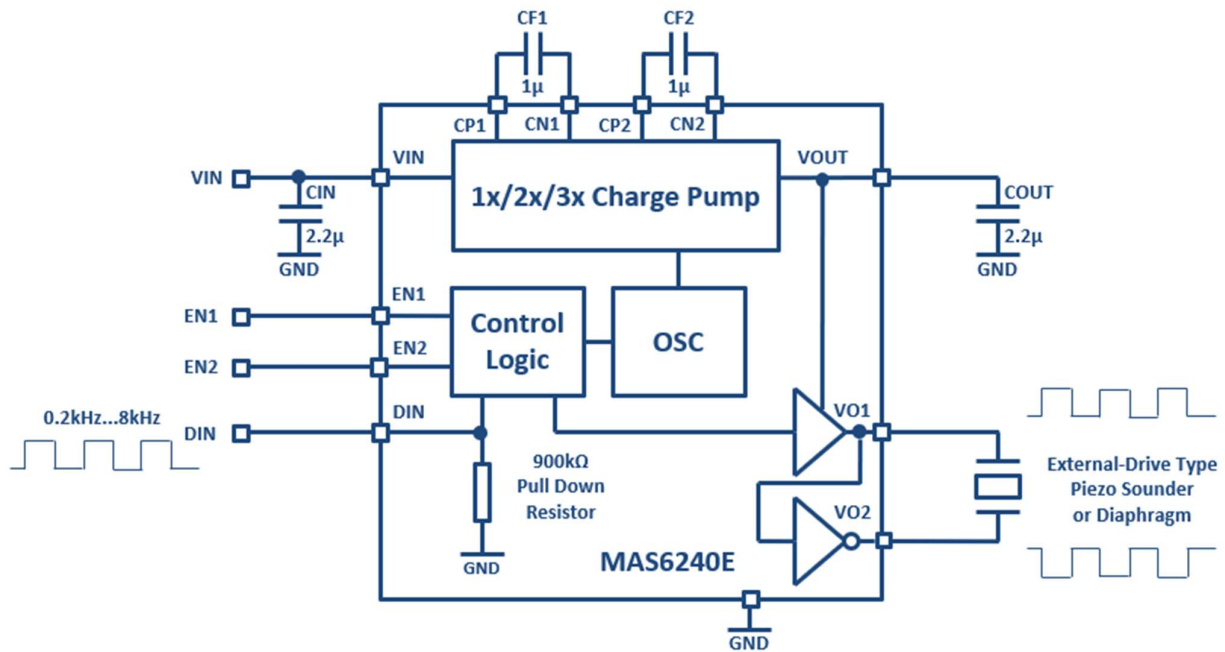 CF1
CF2
1µ
1µ
CP1
CN1
CP2
CN2
VIN
VIN
VOUT
1x/2x/3x Charge Pump
CIN
2.2µ
GND
COUT
2.2µ
GND
EN1
EN1
EN2
EN2
Control
Logic
OSC
0.2kHz...8kHz
DIN
DIN
900kΩ
Pull Down
Resistor
GND
VO1
VO2
External-Drive Type
Piezo Sounder
or Diaphragm
MAS6240E
GND